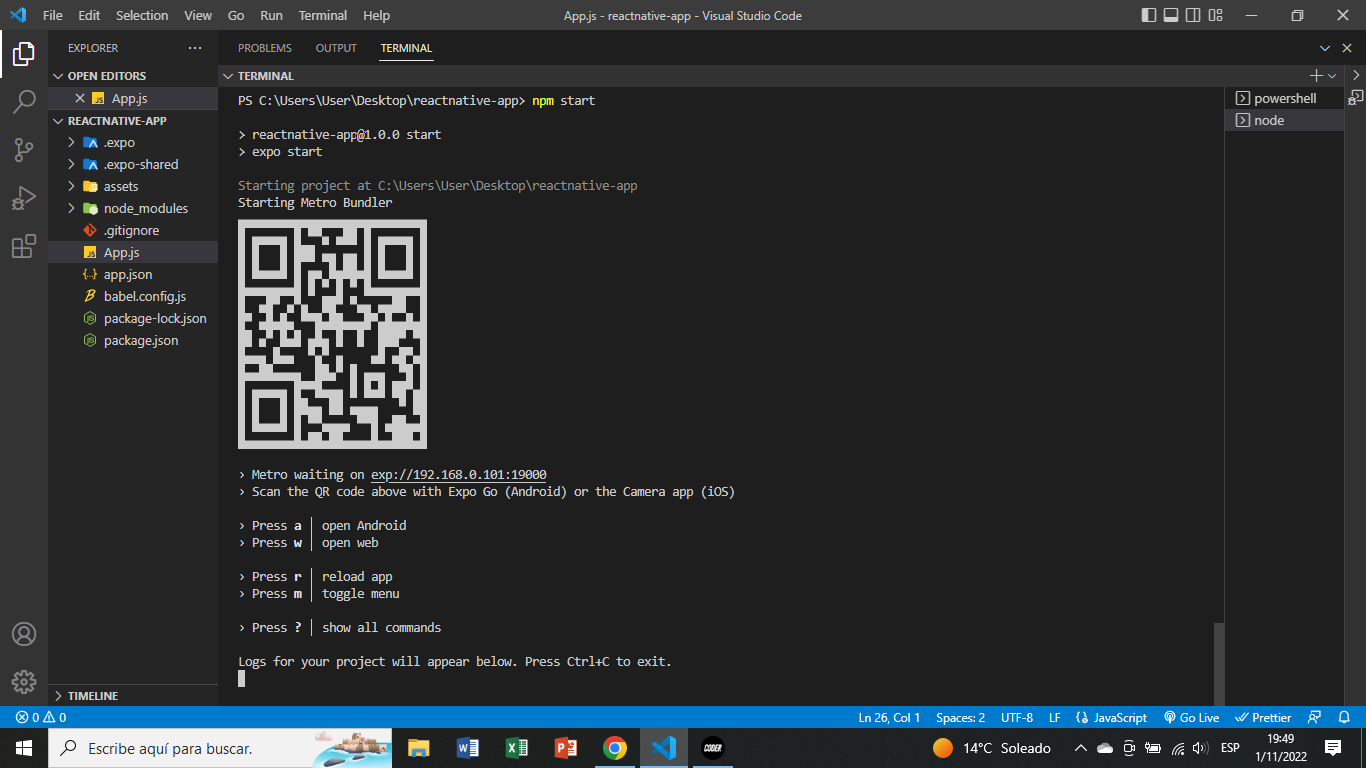 File Edit Selection View Go Run Terminal Help
App.js - reactnative-app - Visual Studio Code
EXPLORER
OPEN EDITORS
App.js
REACTNATIVE-APP
.expo
.expo-shared
assets
node_modules
.gitignore
App.js
app.json
babel.config.js
package-lock.json
package.json
TIMELINE
PROBLEMS OUTPUT TERMINAL
TERMINAL
PS C:\Users\User\Desktop\reactnative-app> npm start
> reactnative-app@1.0.0 start
> expo start
Starting project at C:\Users\User\Desktop\reactnative-app
Starting Metro Bundler
› Metro waiting on exp://192.168.0.101:19000
› Scan the QR code above with Expo Go (Android) or the Camera app (iOS)
› Press a │ open Android
› Press w │ open web
› Press r │ reload app
› Press m │ toggle menu
› Press ? │ show all commands
Logs for your project will appear below. Press Ctrl+C to exit.
powershell
node
0 0
Ln 26, Col 1 Spaces: 2 UTF-8 LF JavaScript Go Live Prettier
Escribe aquí para buscar.
CODER
14°C Soleado
ESP
19:49
1/11/2022